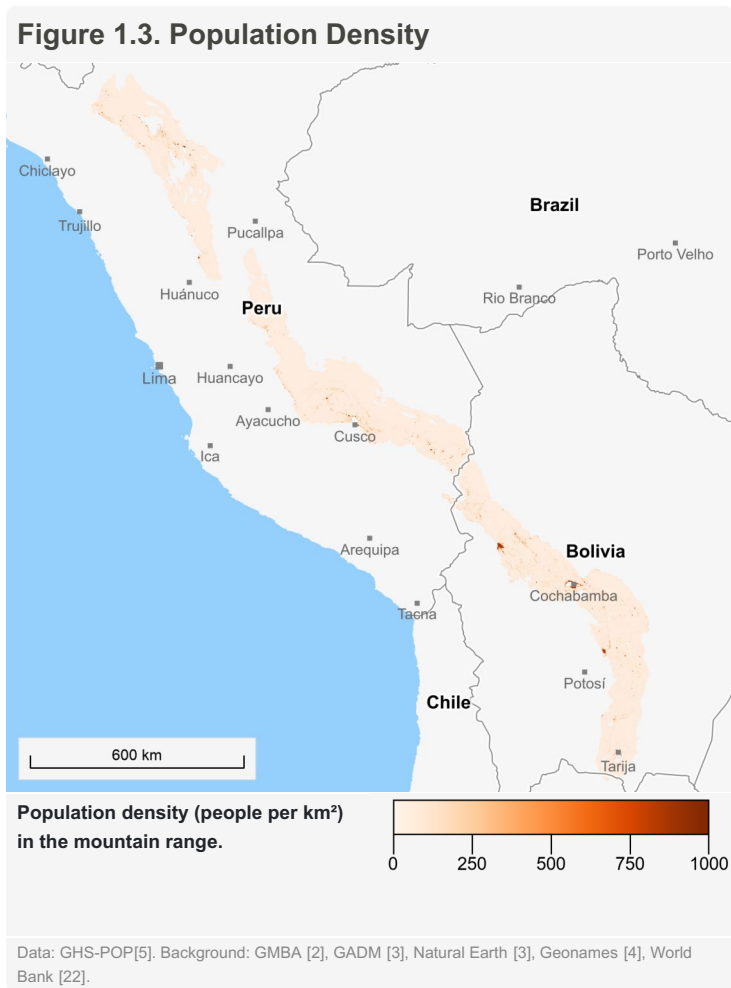 Figure 1.3. Population Density
Chiclayo
Trujillo
Pucallpa
Brazil
Porto Velho
Huánuco
Rio Branco
Peru
Lima
Huancayo
Ayacucho
Cusco
Ica
Arequipa
Bolivia
Cochabamba
Tacna
Potosí
Chile
600 km
Tarija
Population density (people per km²)
in the mountain range.
0 250 500 750 1000
Data: GHS-POP[5]. Background: GMBA [2], GADM [3], Natural Earth [3], Geonames [4], World
Bank [22].